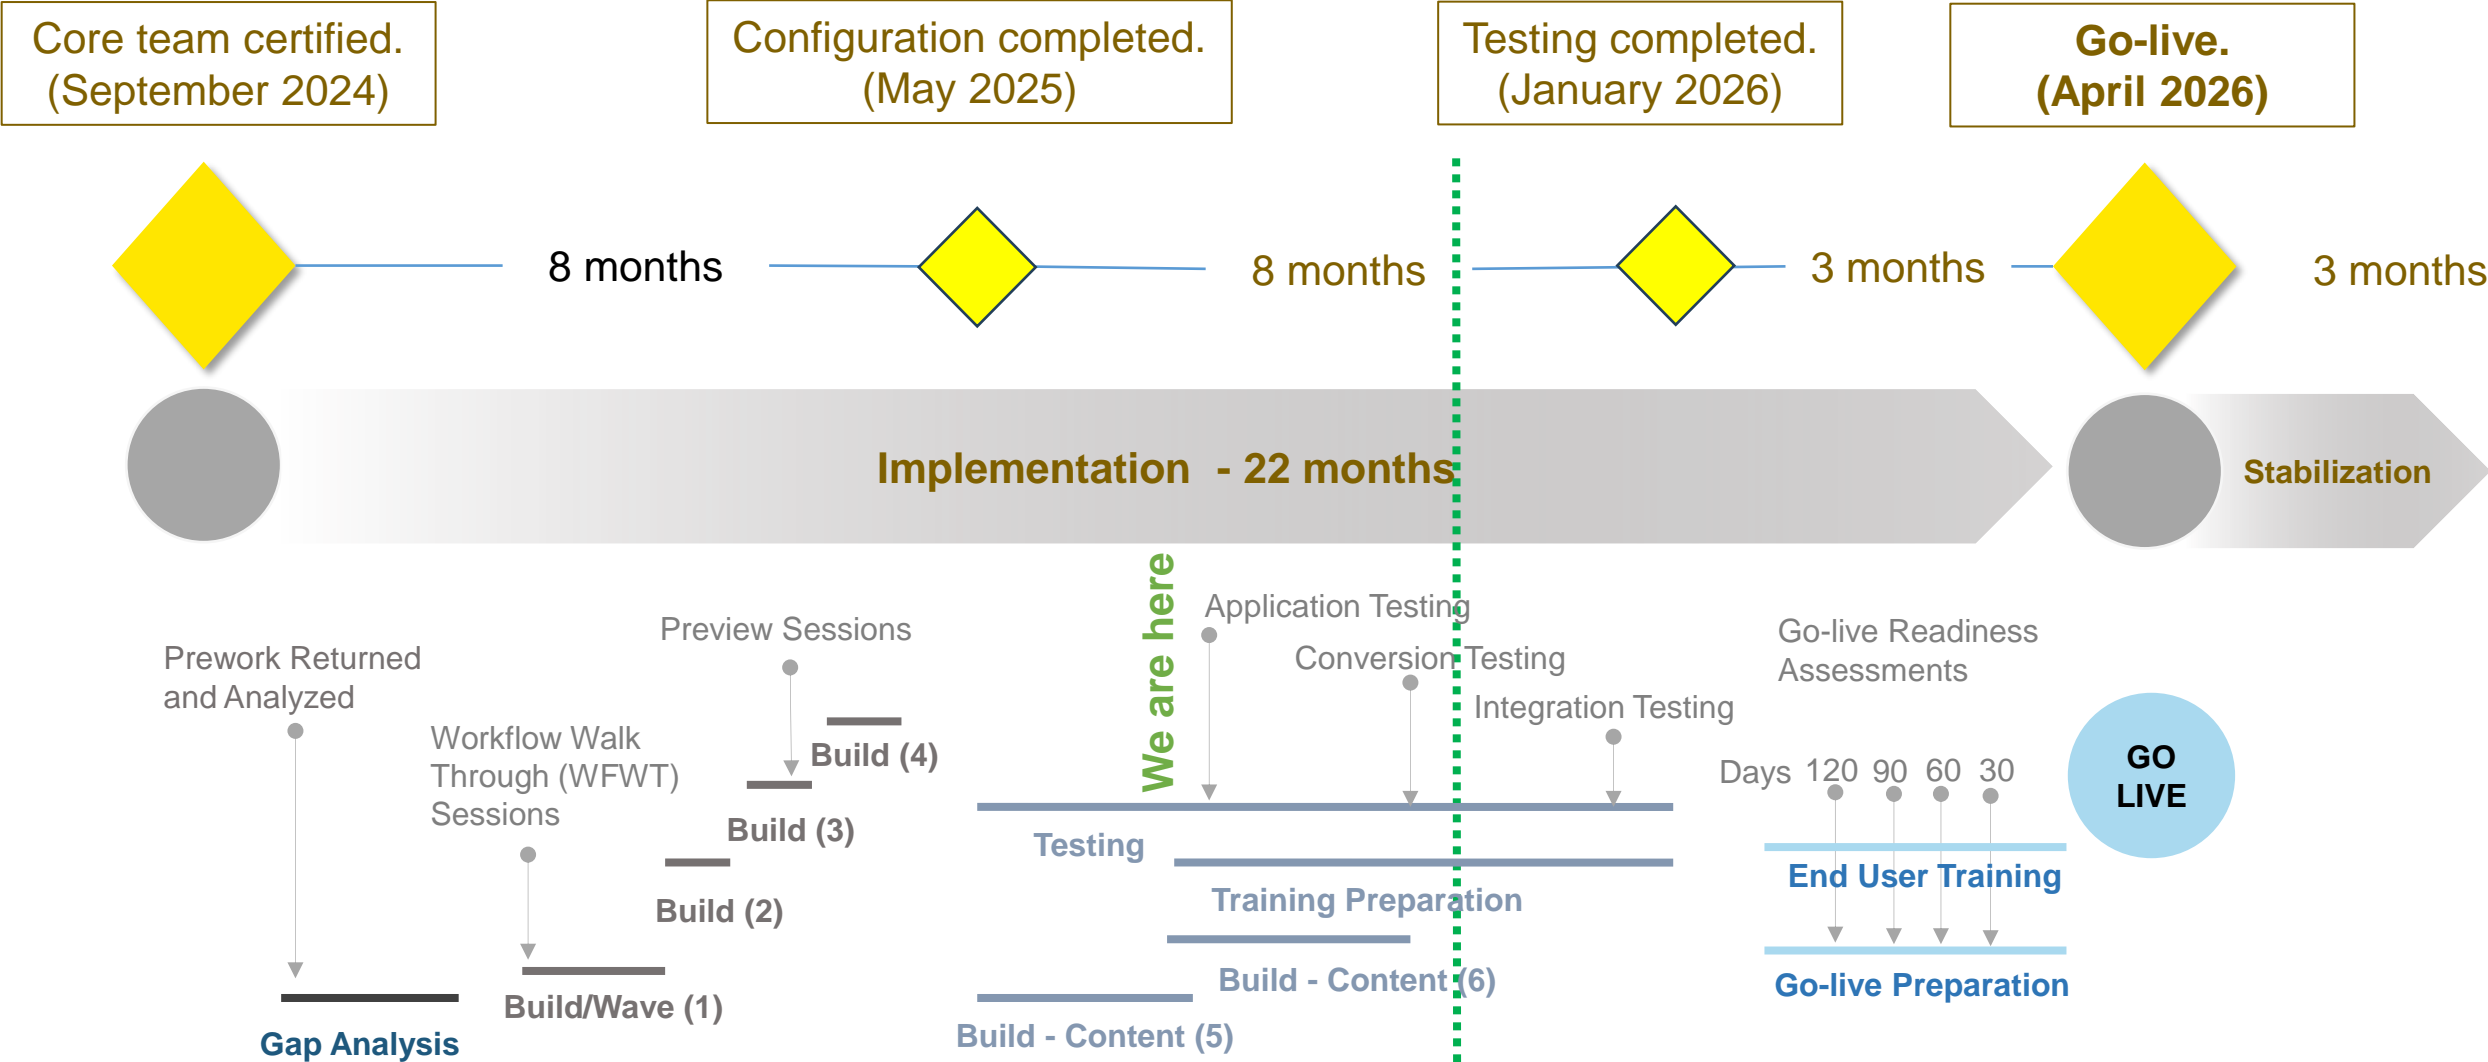 Core team certified.
(September 2024)
Configuration completed.
(May 2025)
Testing completed.
(January 2026)
Go-live.
(April 2026)
8 months
8 months
3 months
3 months
Implementation - 22 months
Stabilization
We are here
Prework Returned
and Analyzed
Workflow Walk
Through (WFWT)
Sessions
Preview Sessions
Application Testing
Conversion Testing
Integration Testing
Go-live Readiness
Assessments
Days 120 90 60 30
GO
LIVE
Build (4)
Build (3)
Build (2)
Build/Wave (1)
Gap Analysis
Testing
Training Preparation
Build - Content (6)
Build - Content (5)
End User Training
Go-live Preparation